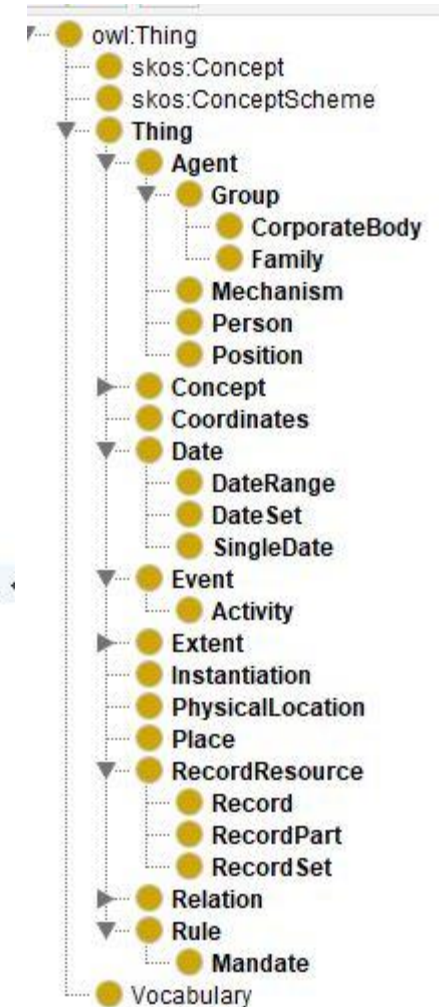 owl:Thing
skos:Concept
skos:ConceptScheme
Thing
Agent
Group
CorporateBody
Family
Mechanism
Person
Position
Concept
Coordinates
Date
DateRange
DateSet
SingleDate
Event
Activity
Extent
Instantiation
PhysicalLocation
Place
RecordResource
Record
RecordPart
RecordSet
Relation
Rule
Mandate
Vocabulary